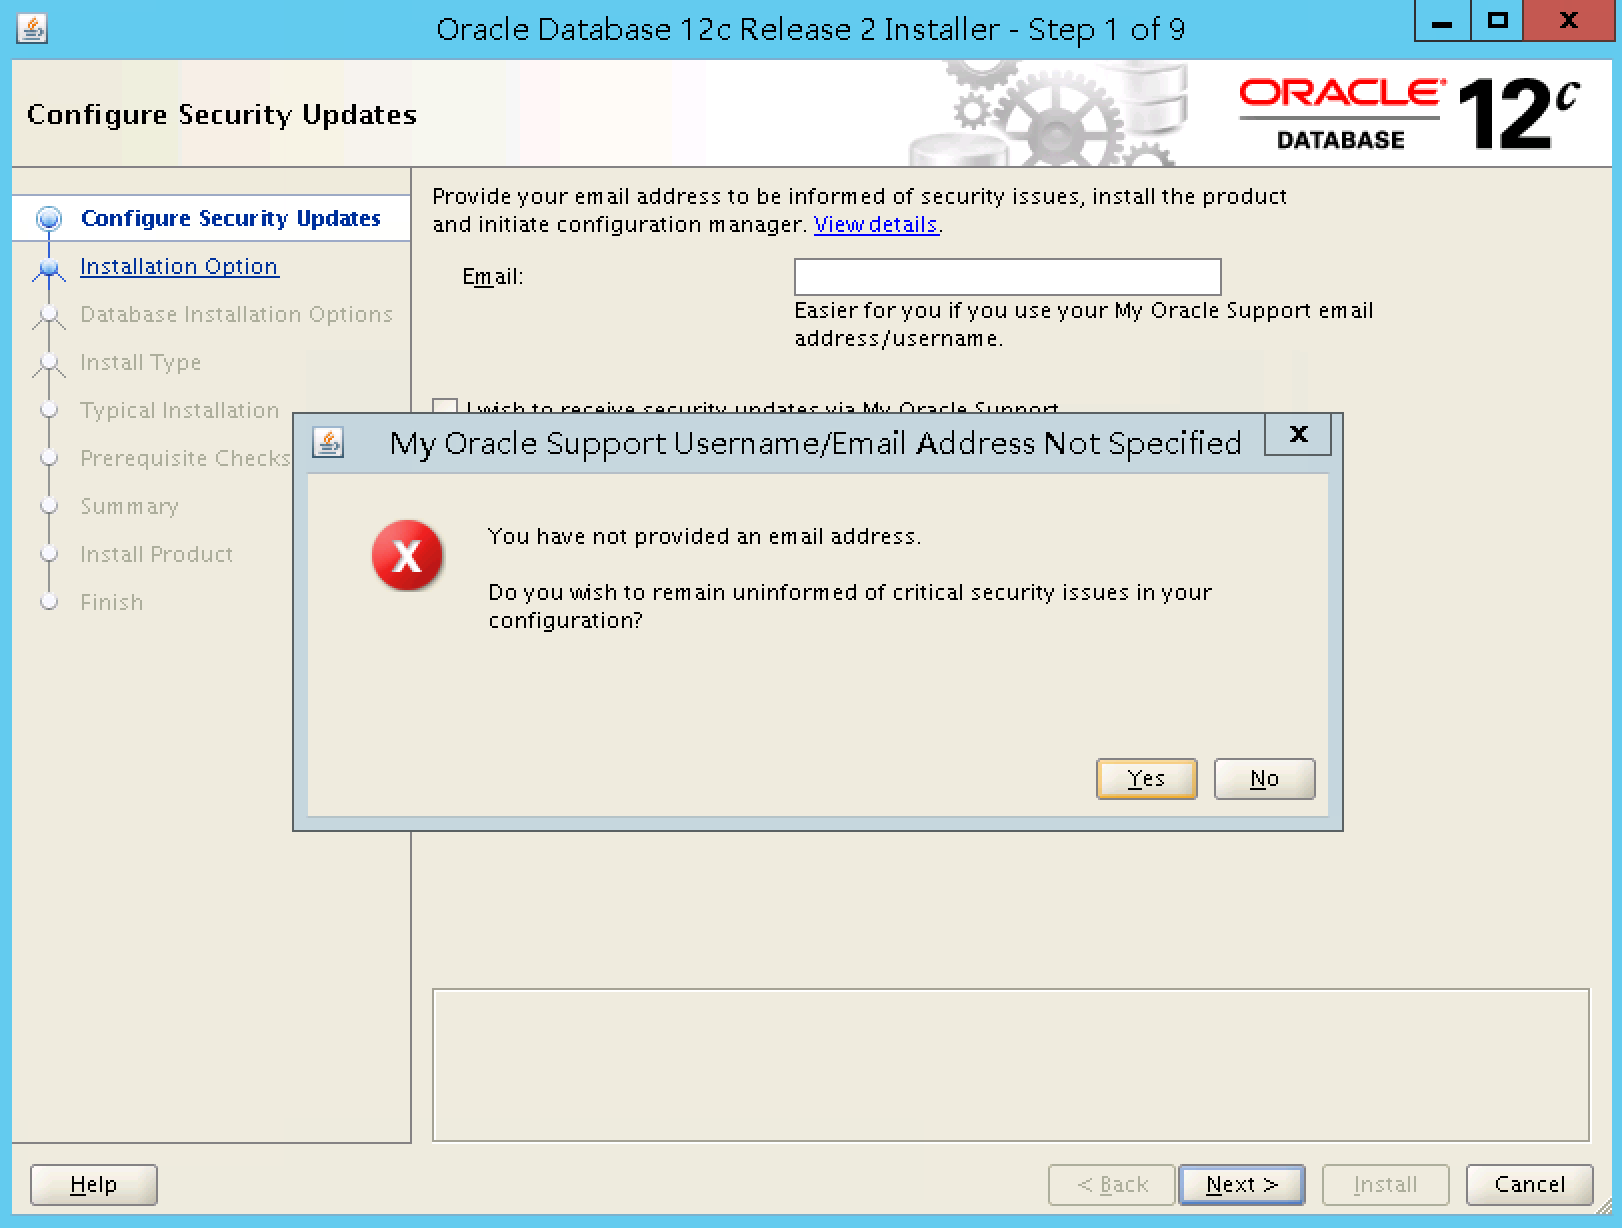 Oracle Database 12c Release 2 Installer - Step 1 of 9
Configure Security Updates
ORACLE
DATABASE
12c
Configure Security Updates
Installation Option
Database Installation Options
Install Type
Typical Installation
Prerequisite Checks
Summary
Install Product
Finish
Provide your email address to be informed of security issues, install the product
and initiate configuration manager. View details.
Email:
Easier for you if you use your My Oracle Support email
address/username.
I wish to receive security updates via My Oracle Support.
My Oracle Support Username/Email Address Not Specified
You have not provided an email address.
Do you wish to remain uninformed of critical security issues in your
configuration?
Yes
No
Help
< Back
Next >
Install
Cancel